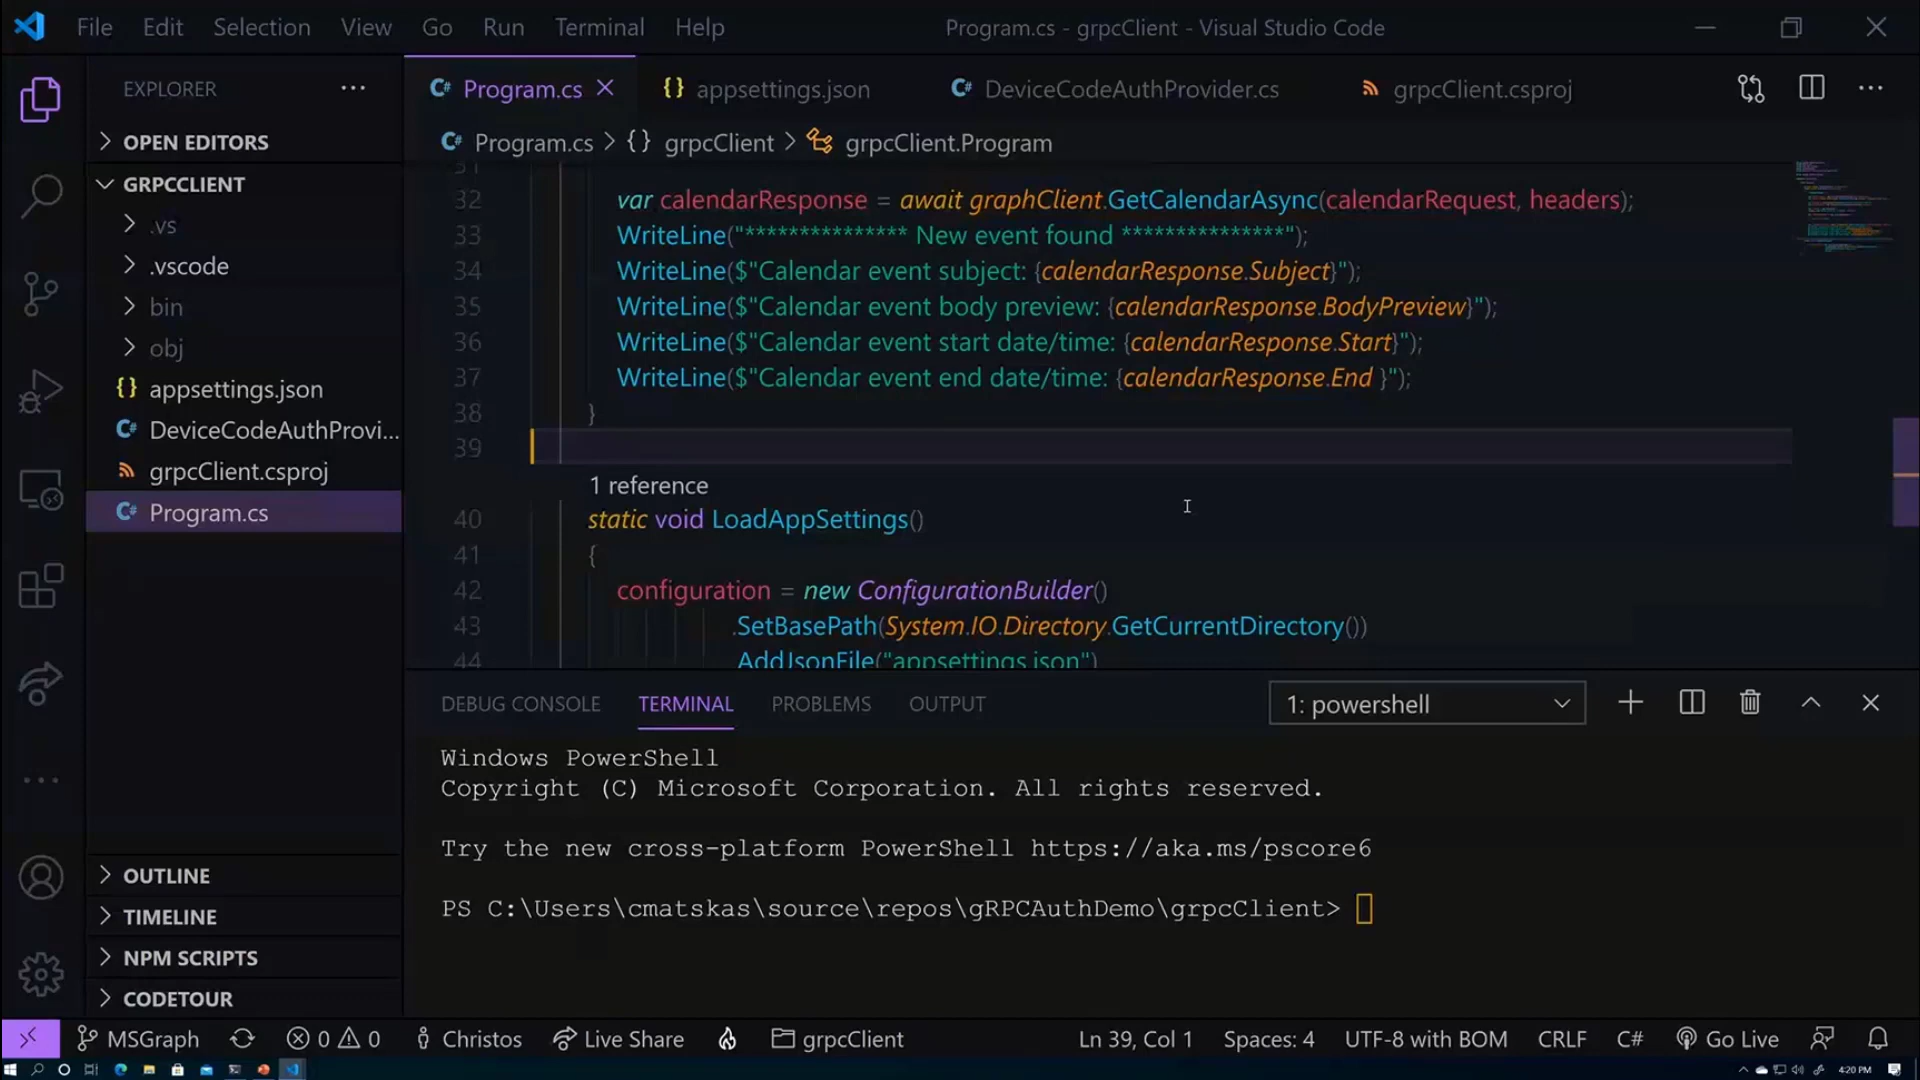 File Edit Selection View Go Run Terminal Help Program.cs - grpcClient - Visual Studio Code
EXPLORER
OPEN EDITORS
GRPCCLIENT
.vs
.vscode
bin
obj
appsettings.json
DeviceCodeAuthProvi...
grpcClient.csproj
Program.cs
OUTLINE
TIMELINE
NPM SCRIPTS
CODETOUR
Program.cs appsettings.json DeviceCodeAuthProvider.cs grpcClient.csproj
Program.cs > {} grpcClient > grpcClient.Program
31
32 var calendarResponse = await graphClient.GetCalendarAsync(calendarRequest, headers);
33 WriteLine("*************** New event found ***************");
34 WriteLine($"Calendar event subject: {calendarResponse.Subject}");
35 WriteLine($"Calendar event body preview: {calendarResponse.BodyPreview}");
36 WriteLine($"Calendar event start date/time: {calendarResponse.Start}");
37 WriteLine($"Calendar event end date/time: {calendarResponse.End }");
38 }
39
1 reference
40 static void LoadAppSettings()
41 {
42 configuration = new ConfigurationBuilder()
43 .SetBasePath(System.IO.Directory.GetCurrentDirectory())
44 .AddJsonFile("appsettings.json")
DEBUG CONSOLE TERMINAL PROBLEMS OUTPUT 1: powershell
Windows PowerShell
Copyright (C) Microsoft Corporation. All rights reserved.
Try the new cross-platform PowerShell https://aka.ms/pscore6
PS C:\Users\cmatskas\source\repos\gRPCAuthDemo\grpcClient>
MSGraph 0 0 Christos Live Share grpcClient Ln 39, Col 1 Spaces: 4 UTF-8 with BOM CRLF C# Go Live
4:20 PM